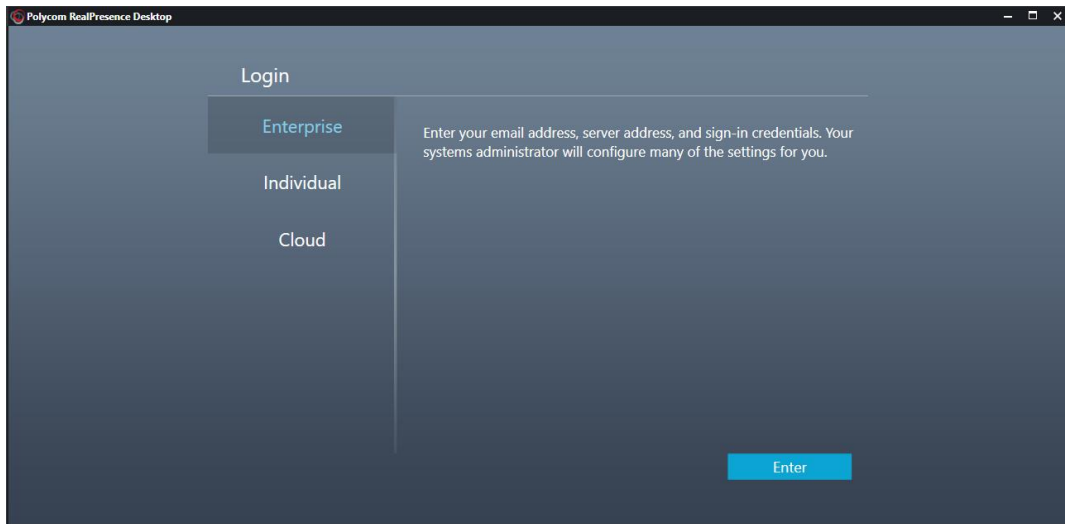 Polycom RealPresence Desktop
Login
Enterprise
Individual
Cloud
Enter your email address, server address, and sign-in credentials. Your
systems administrator will configure many of the settings for you.
Enter